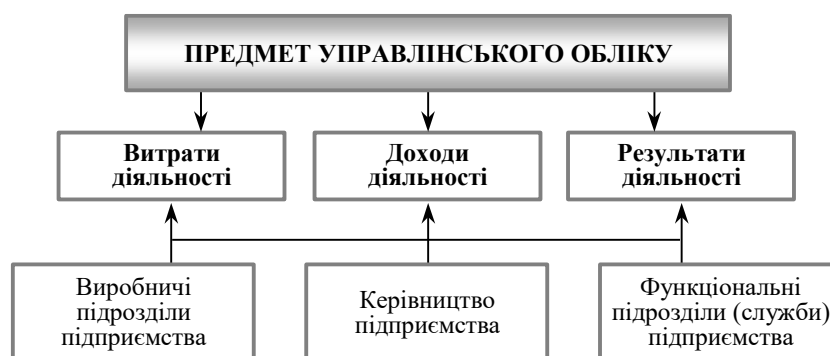 ПРЕДМЕТ УПРАВЛІНСЬКОГО ОБЛІКУ
Витрати
діяльності
Доходи
діяльності
Результати
діяльності
Виробничі
підрозділи
підприємства
Керівництво
підприємства
Функціональні
підрозділи (служби)
підприємства